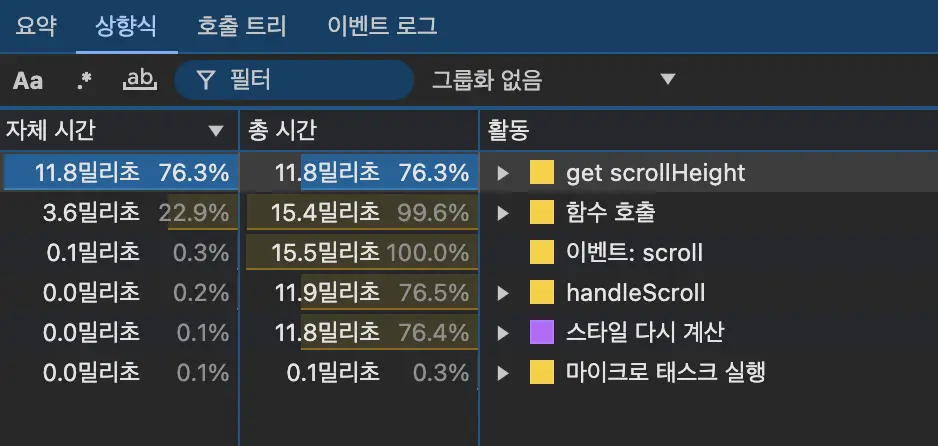 요약 상향식 호출 트리 이벤트 로그
Aa .* ab 필터 그룹화 없음
자체 시간 총 시간 활동
11.8밀리초 76.3% 11.8밀리초 76.3% get scrollHeight
3.6밀리초 22.9% 15.4밀리초 99.6% 함수 호출
0.1밀리초 0.3% 15.5밀리초 100.0% 이벤트: scroll
0.0밀리초 0.2% 11.9밀리초 76.5% handleScroll
0.0밀리초 0.1% 11.8밀리초 76.4% 스타일 다시 계산
0.0밀리초 0.1% 0.1밀리초 0.3% 마이크로 태스크 실행